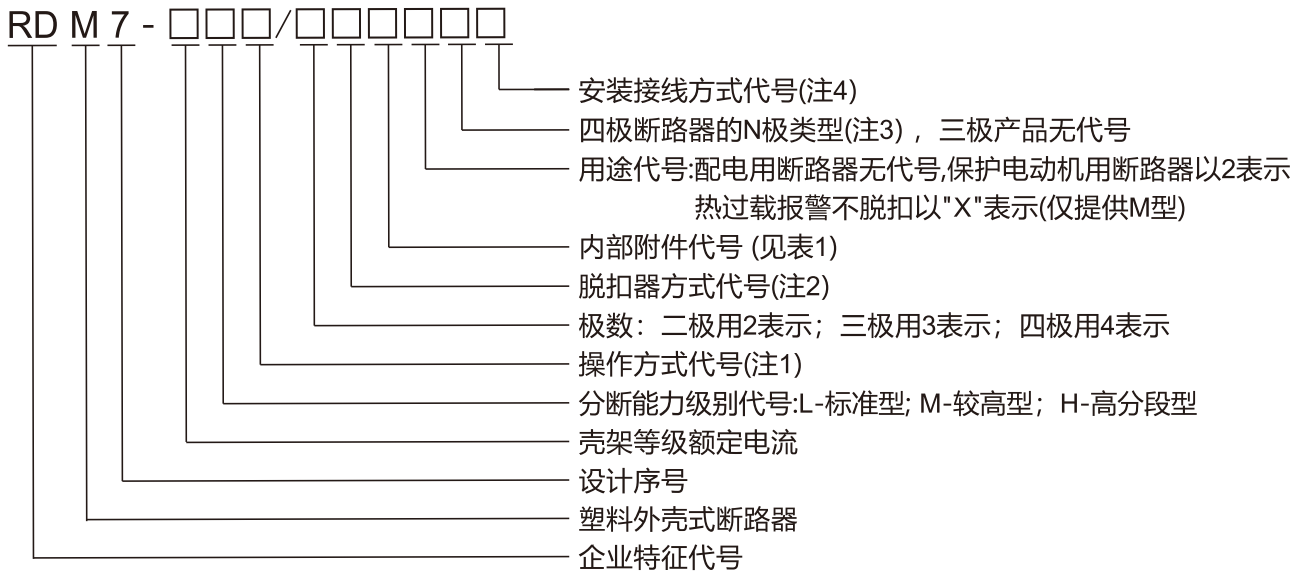 RD M 7 - □□□/□□□□□□
安装接线方式代号(注4)
四极断路器的N极类型(注3) ，三极产品无代号
用途代号:配电用断路器无代号,保护电动机用断路器以2表示
热过载报警不脱扣以"X"表示(仅提供M型)
内部附件代号 (见表1)
脱扣器方式代号(注2)
极数：二极用2表示；三极用3表示；四极用4表示
操作方式代号(注1)
分断能力级别代号:L-标准型; M-较高型；H-高分段型
壳架等级额定电流
设计序号
塑料外壳式断路器
企业特征代号